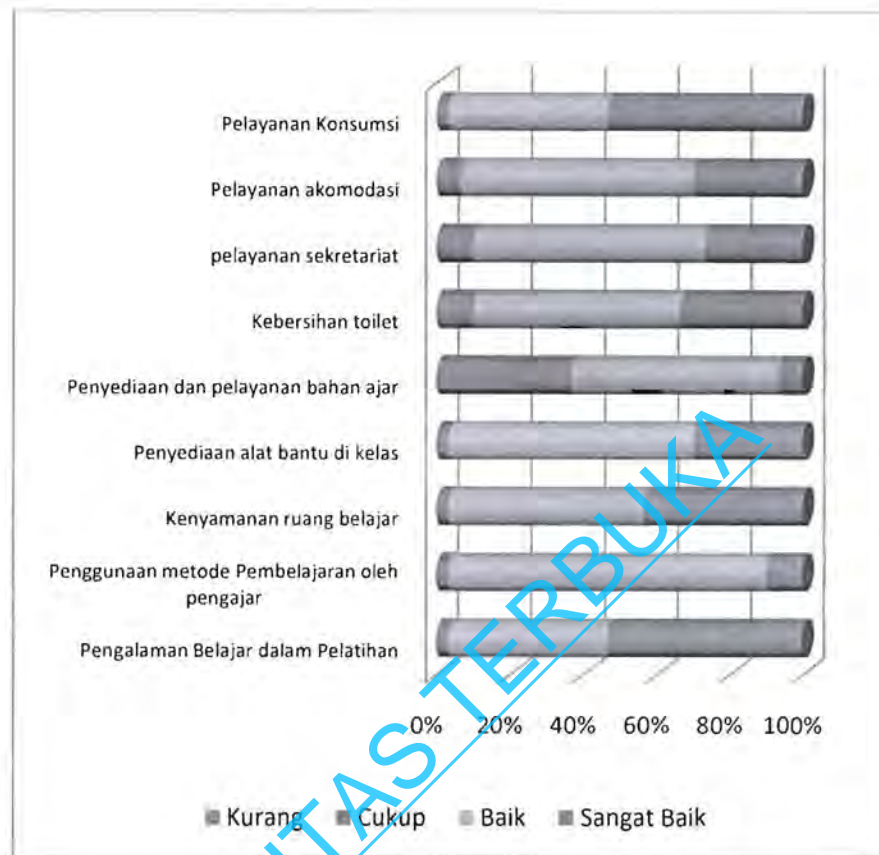 Pelayanan Konsumsi
Pelayanan akomodasi
pelayanan sekretariat
Kebersihan toilet
Penyediaan dan pelayanan bahan ajar
Penyediaan alat bantu di kelas
Kenyamanan ruang belajar
Penggunaan metode Pembelajaran oleh
pengajar
Pengalaman Belajar dalam Pelatihan
0% 20% 40% 60% 80% 100%
Kurang Cukup Baik Sangat Baik
ITAS TERBUKA